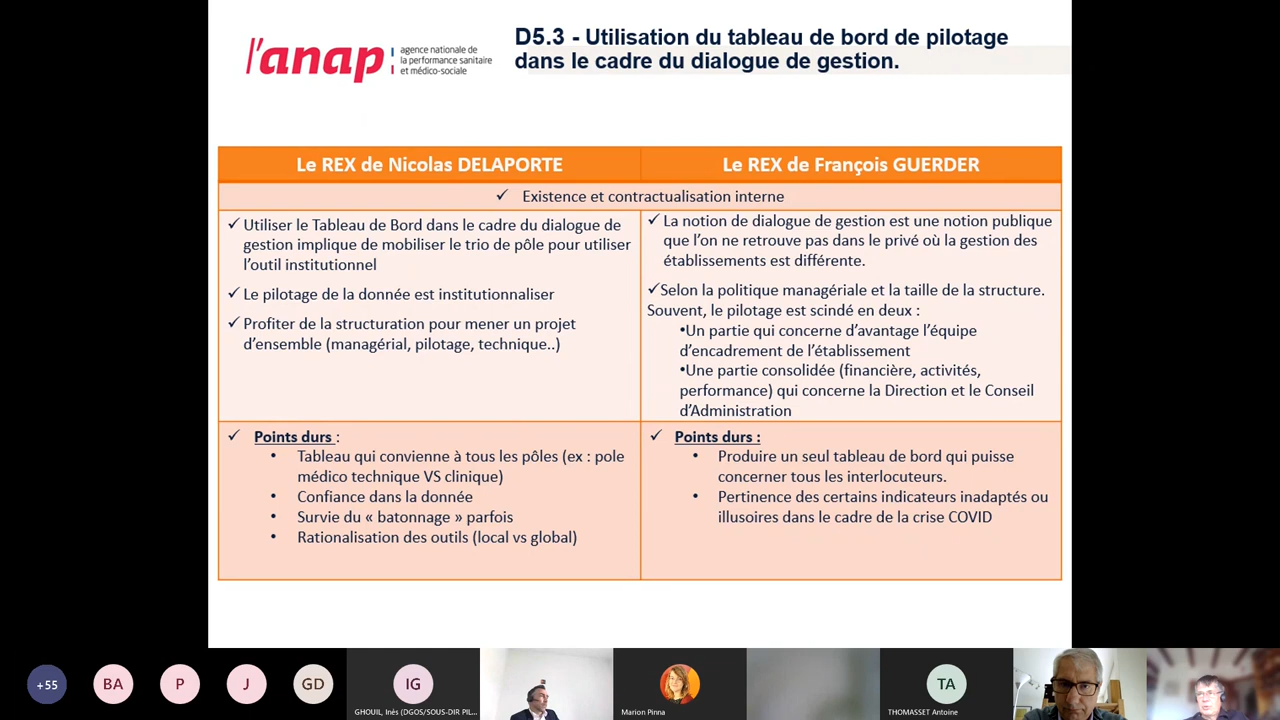 l'anap
agence nationale de
la performance sanitaire
et médico-sociale
D5.3 - Utilisation du tableau de bord de pilotage
dans le cadre du dialogue de gestion.
Le REX de Nicolas DELAPORTE
Le REX de François GUERDER
✓ Existence et contractualisation interne
✓ Utiliser le Tableau de Bord dans le cadre du dialogue de
gestion implique de mobiliser le trio de pôle pour utiliser
l’outil institutionnel
✓ Le pilotage de la donnée est institutionnaliser
✓ Profiter de la structuration pour mener un projet
d’ensemble (managérial, pilotage, technique..)
✓ La notion de dialogue de gestion est une notion publique
que l’on ne retrouve pas dans le privé où la gestion des
établissements est différente.
✓Selon la politique managériale et la taille de la structure.
Souvent, le pilotage est scindé en deux :
•Un partie qui concerne d’avantage l’équipe
d’encadrement de l’établissement
•Une partie consolidée (financière, activités,
performance) qui concerne la Direction et le Conseil
d’Administration
✓ Points durs :
• Tableau qui convienne à tous les pôles (ex : pole
médico technique VS clinique)
• Confiance dans la donnée
• Survie du « batonnage » parfois
• Rationalisation des outils (local vs global)
✓ Points durs :
• Produire un seul tableau de bord qui puisse
concerner tous les interlocuteurs.
• Pertinence des certains indicateurs inadaptés ou
illusoires dans le cadre de la crise COVID
+55
BA
P
J
GD
IG
GHOUIL, Inès (DGOS/SOUS-DIR PIL...
Marion Pinna
TA
THOMASSET Antoine